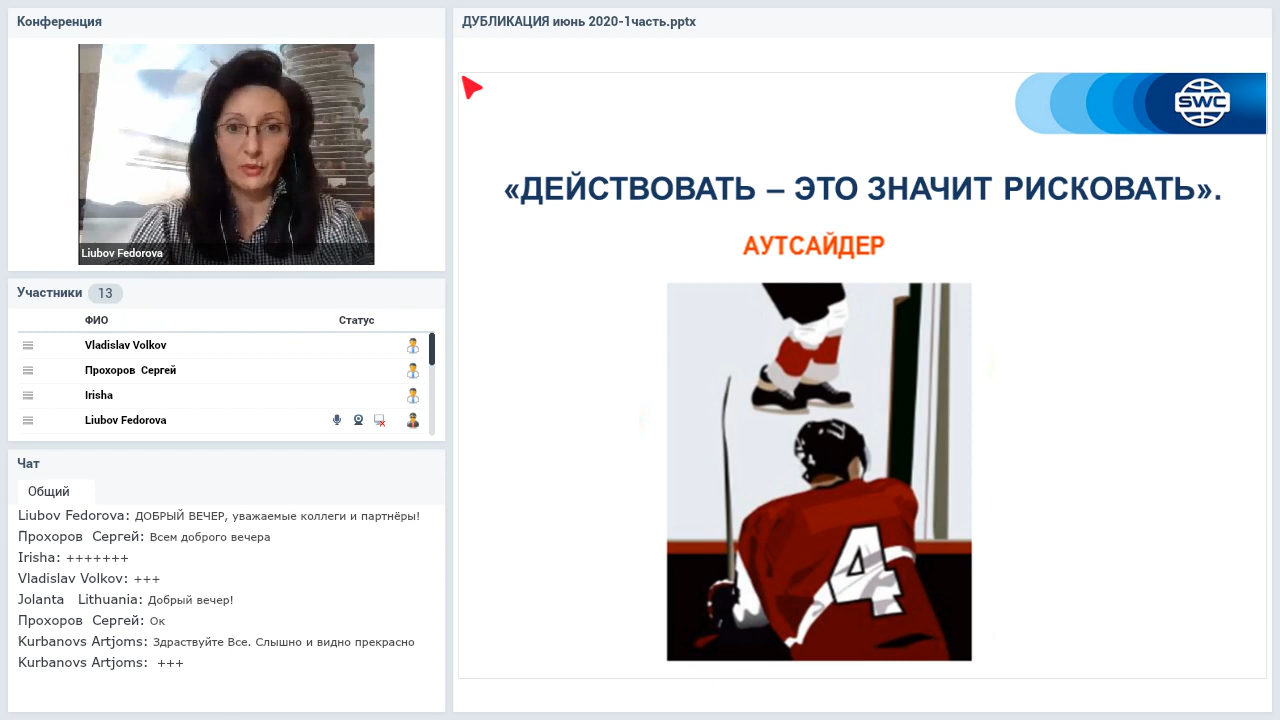 Конференция
Liubov Fedorova
Участники 13
ФИО Статус
Vladislav Volkov
Прохоров Сергей
Irisha
Liubov Fedorova
Чат
Общий
Liubov Fedorova: ДОБРЫЙ ВЕЧЕР, уважаемые коллеги и партнёры!
Прохоров Сергей: Всем доброго вечера
Irisha: +++++++
Vladislav Volkov: +++
Jolanta Lithuania: Добрый вечер!
Прохоров Сергей: Ок
Kurbanovs Artjoms: Здраствуйте Все. Слышно и видно прекрасно
Kurbanovs Artjoms: +++
ДУБЛИКАЦИЯ июнь 2020-1часть.pptx
SWC
«ДЕЙСТВОВАТЬ – ЭТО ЗНАЧИТ РИСКОВАТЬ».
АУТСАЙДЕР
4